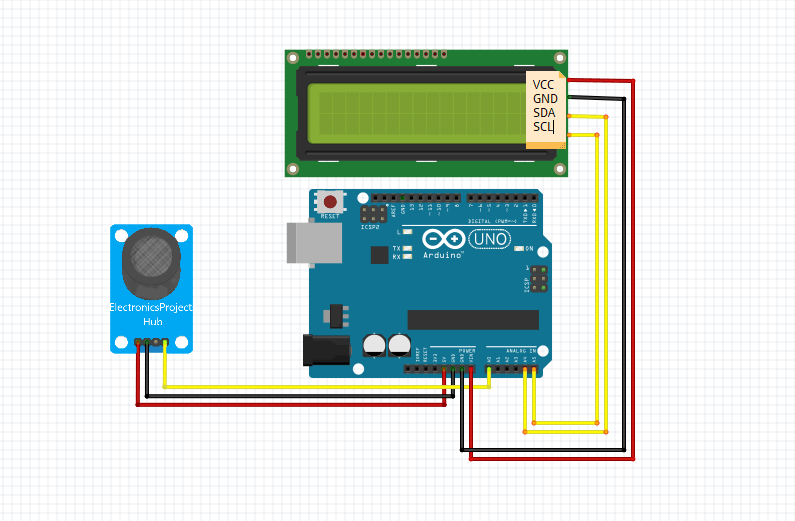 VCC
GND
SDA
SCL
RESET
ICSP2
AREF
GND
13
12
~11
~10
~9
8
7
~6
~5
4
~3
2
TX▶1
RX◀0
DIGITAL (PWM=~)
L
TX
RX
UNO
Arduino™
ON
1
ICSP
ElectronicsProject
Hub
POWER
ANALOG IN
IOREF
RESET
3V3
5V
GND
GND
VIN
A0
A1
A2
A3
A4
A5